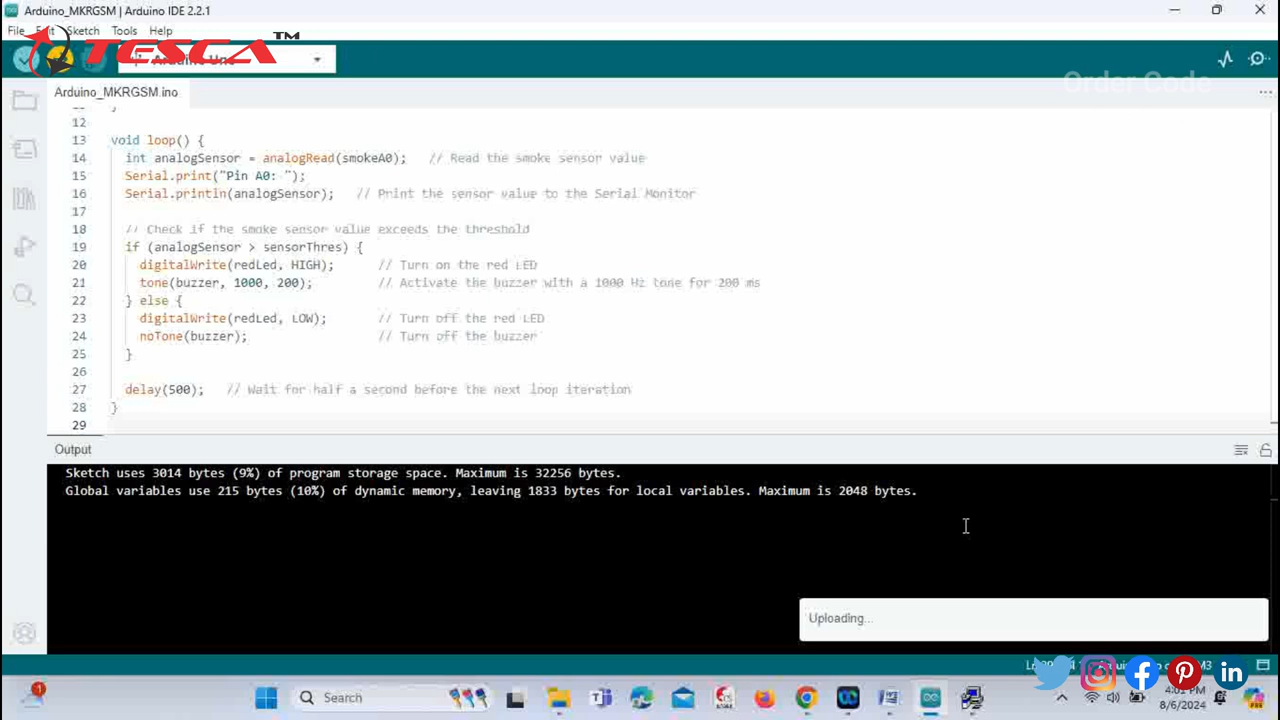 Arduino_MKRGSM | Arduino IDE 2.2.1
File Edit Sketch Tools Help
TESCA™
Arduino Uno
Order Code
Arduino_MKRGSM.ino
12
13 void loop() {
14 int analogSensor = analogRead(smokeA0); // Read the smoke sensor value
15 Serial.print("Pin A0: ");
16 Serial.println(analogSensor); // Print the sensor value to the Serial Monitor
17
18 // Check if the smoke sensor value exceeds the threshold
19 if (analogSensor > sensorThres) {
20 digitalWrite(redLed, HIGH); // Turn on the red LED
21 tone(buzzer, 1000, 200); // Activate the buzzer with a 1000 Hz tone for 200 ms
22 } else {
23 digitalWrite(redLed, LOW); // Turn off the red LED
24 noTone(buzzer); // Turn off the buzzer
25 }
26
27 delay(500); // Wait for half a second before the next loop iteration
28 }
29
Output
Sketch uses 3014 bytes (9%) of program storage space. Maximum is 32256 bytes.
Global variables use 215 bytes (10%) of dynamic memory, leaving 1833 bytes for local variables. Maximum is 2048 bytes.
Uploading...
1
Search
4:01 PM
8/6/2024